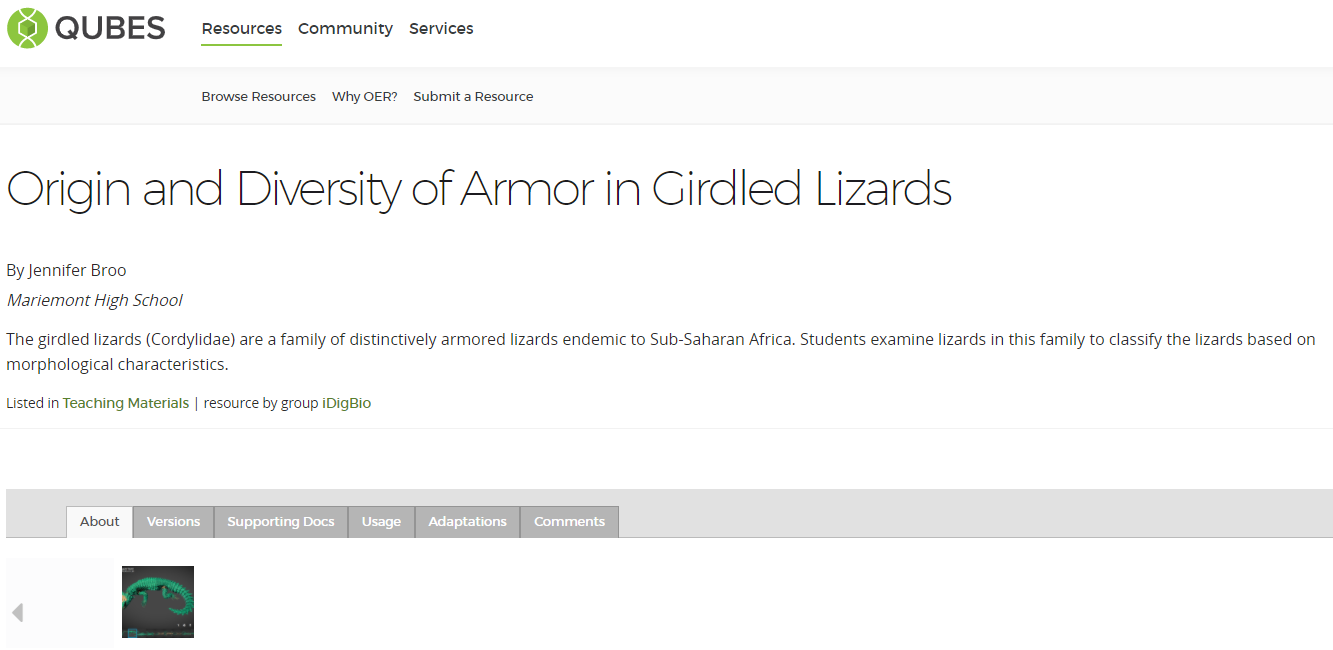 QUBES
Resources Community Services
Browse Resources Why OER? Submit a Resource
Origin and Diversity of Armor in Girdled Lizards
By Jennifer Broo
Mariemont High School
The girdled lizards (Cordylidae) are a family of distinctively armored lizards endemic to Sub-Saharan Africa. Students examine lizards in this family to classify the lizards based on
morphological characteristics.
Listed in Teaching Materials | resource by group iDigBio
About Versions Supporting Docs Usage Adaptations Comments